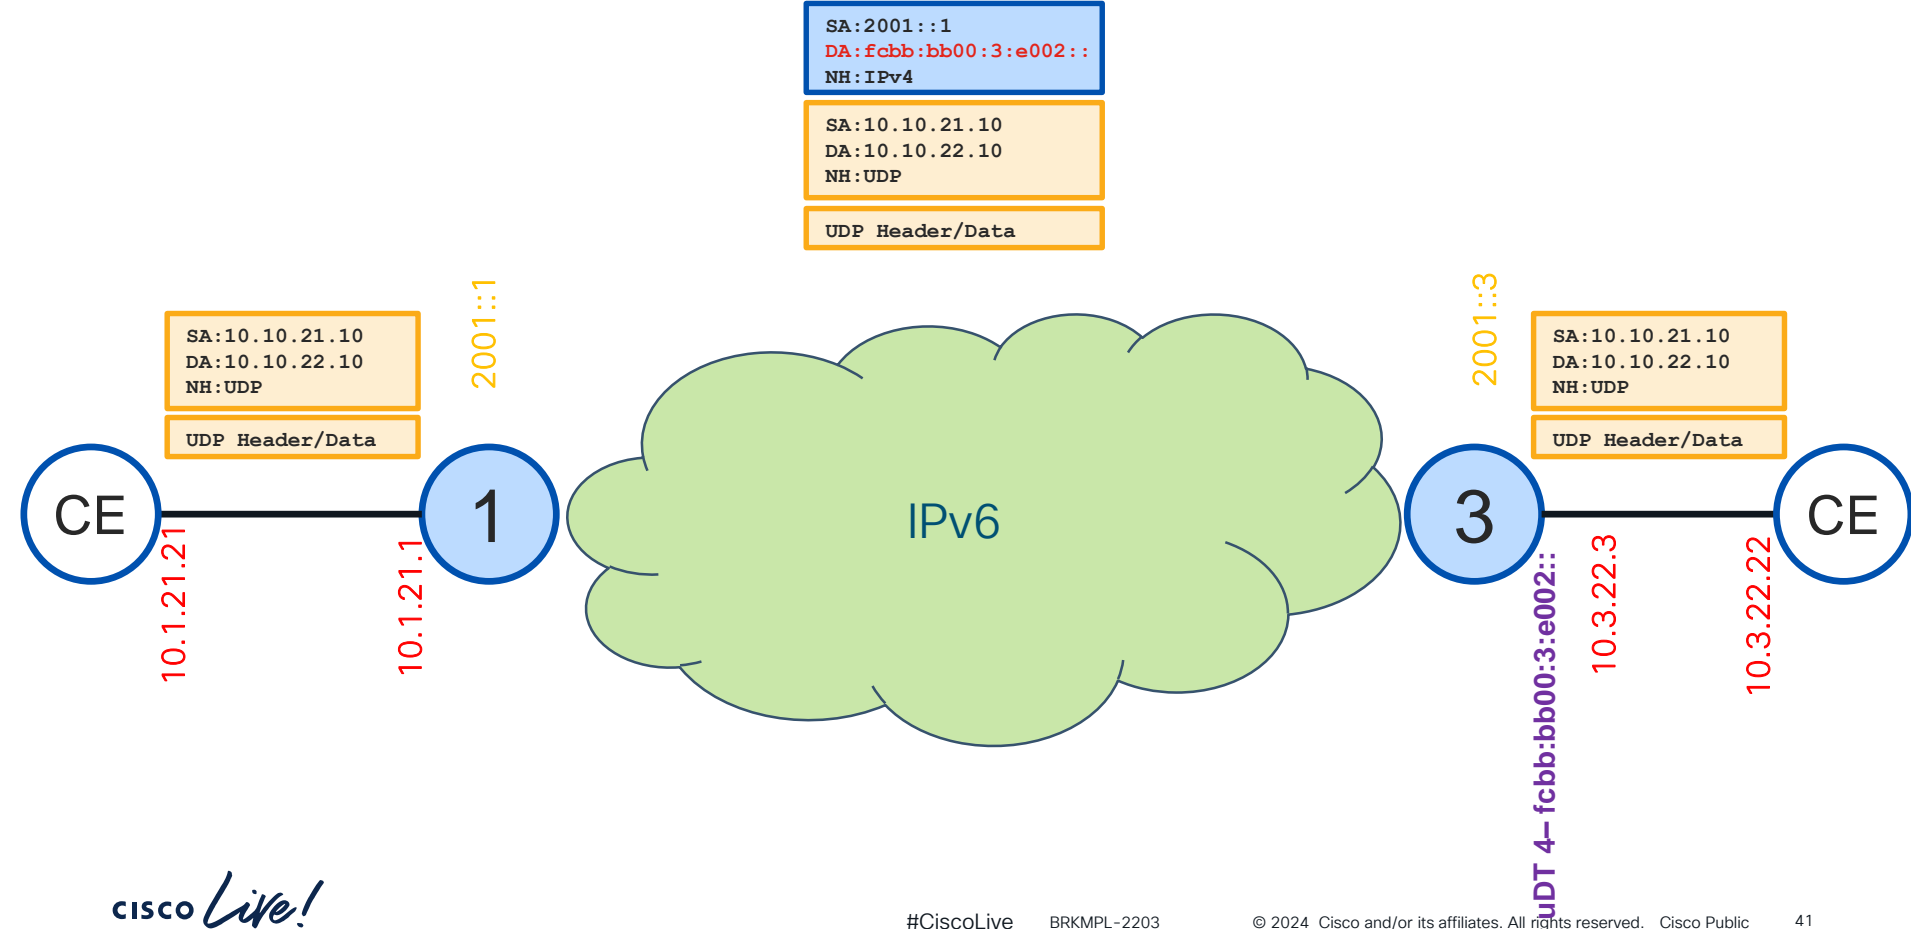 SA:2001::1
DA:fcbb:bb00:3:e002::
NH:IPv4
SA:10.10.21.10
DA:10.10.22.10
NH:UDP
UDP Header/Data
SA:10.10.21.10
DA:10.10.22.10
NH:UDP
UDP Header/Data
2001::1
2001::3
SA:10.10.21.10
DA:10.10.22.10
NH:UDP
UDP Header/Data
CE
1
IPv6
3
CE
10.1.21.21
10.1.21.1
uDT 4– fcbb:bb00:3:e002::
10.3.22.3
10.3.22.22
CISCO Live!
#CiscoLive
BRKMPL-2203
© 2024 Cisco and/or its affiliates. All rights reserved. Cisco Public
41